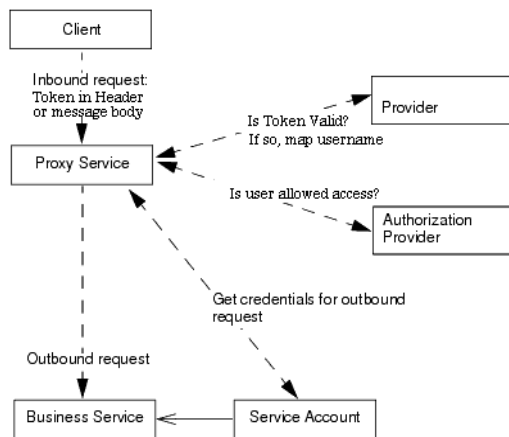 Client
Inbound request:
Token in Header
or message body
Provider
Is Token Valid?
If so, map username
Proxy Service
Is user allowed access?
Authorization
Provider
Get credentials for outbound
request
Outbound request
Business Service
Service Account